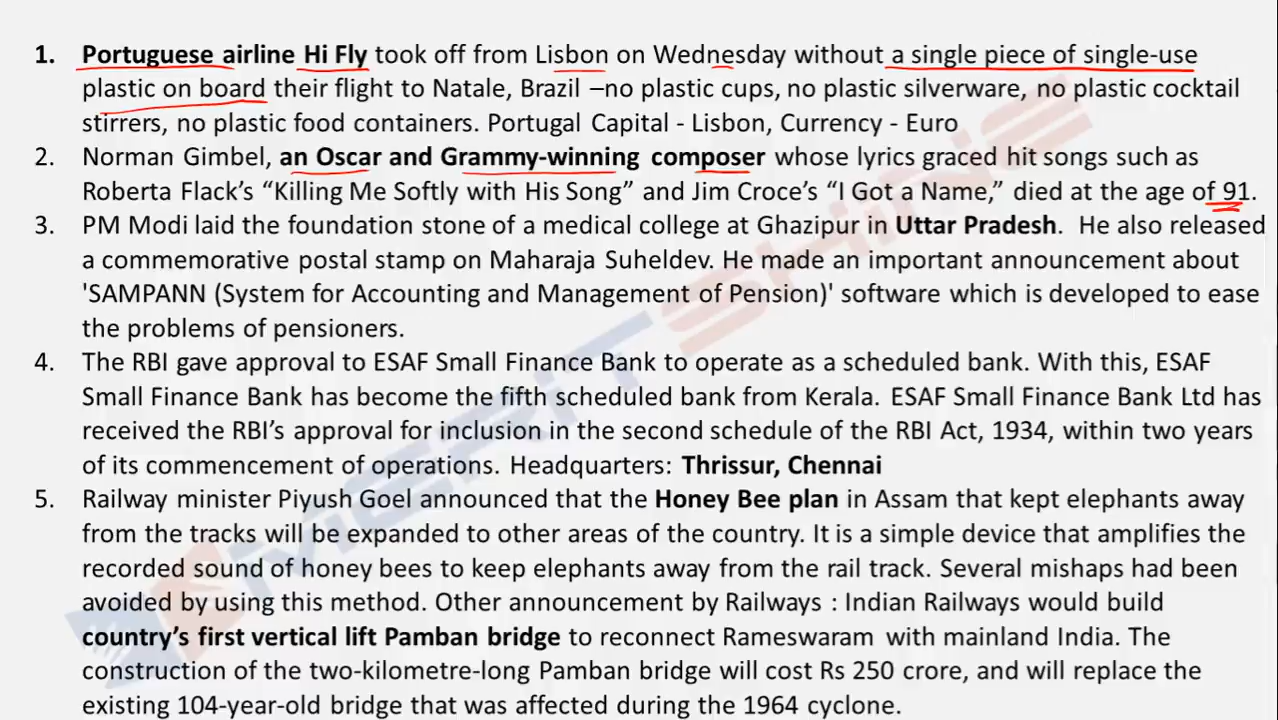 1. Portuguese airline Hi Fly took off from Lisbon on Wednesday without a single piece of single-use
plastic on board their flight to Natale, Brazil –no plastic cups, no plastic silverware, no plastic cocktail
stirrers, no plastic food containers. Portugal Capital - Lisbon, Currency - Euro
2. Norman Gimbel, an Oscar and Grammy-winning composer whose lyrics graced hit songs such as
Roberta Flack’s “Killing Me Softly with His Song” and Jim Croce’s “I Got a Name,” died at the age of 91.
3. PM Modi laid the foundation stone of a medical college at Ghazipur in Uttar Pradesh. He also released
a commemorative postal stamp on Maharaja Suheldev. He made an important announcement about
'SAMPANN (System for Accounting and Management of Pension)' software which is developed to ease
the problems of pensioners.
4. The RBI gave approval to ESAF Small Finance Bank to operate as a scheduled bank. With this, ESAF
Small Finance Bank has become the fifth scheduled bank from Kerala. ESAF Small Finance Bank Ltd has
received the RBI’s approval for inclusion in the second schedule of the RBI Act, 1934, within two years
of its commencement of operations. Headquarters: Thrissur, Chennai
5. Railway minister Piyush Goel announced that the Honey Bee plan in Assam that kept elephants away
from the tracks will be expanded to other areas of the country. It is a simple device that amplifies the
recorded sound of honey bees to keep elephants away from the rail track. Several mishaps had been
avoided by using this method. Other announcement by Railways : Indian Railways would build
country’s first vertical lift Pamban bridge to reconnect Rameswaram with mainland India. The
construction of the two-kilometre-long Pamban bridge will cost Rs 250 crore, and will replace the
existing 104-year-old bridge that was affected during the 1964 cyclone.
MERITSHINE